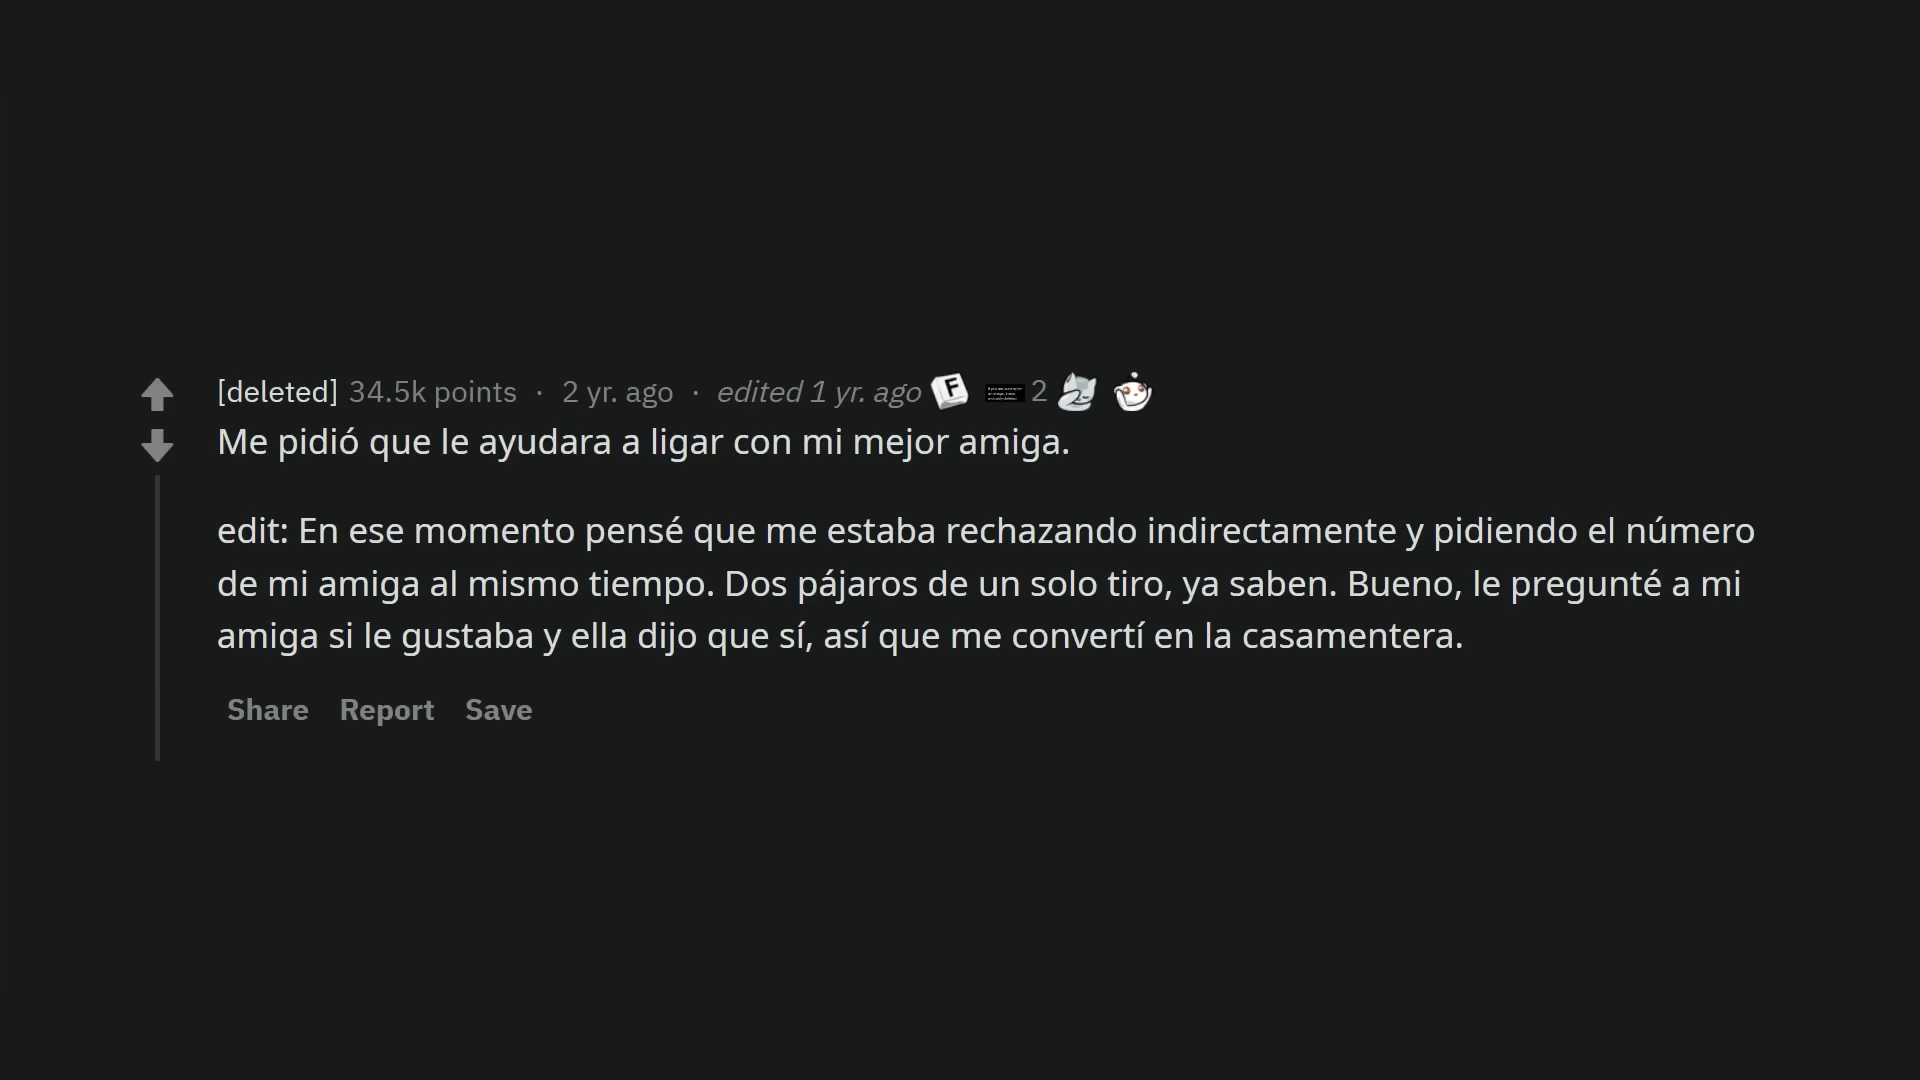 [deleted] 34.5k points · 2 yr. ago · edited 1 yr. ago F 2
Me pidió que le ayudara a ligar con mi mejor amiga.
edit: En ese momento pensé que me estaba rechazando indirectamente y pidiendo el número
de mi amiga al mismo tiempo. Dos pájaros de un solo tiro, ya saben. Bueno, le pregunté a mi
amiga si le gustaba y ella dijo que sí, así que me convertí en la casamentera.
Share Report Save